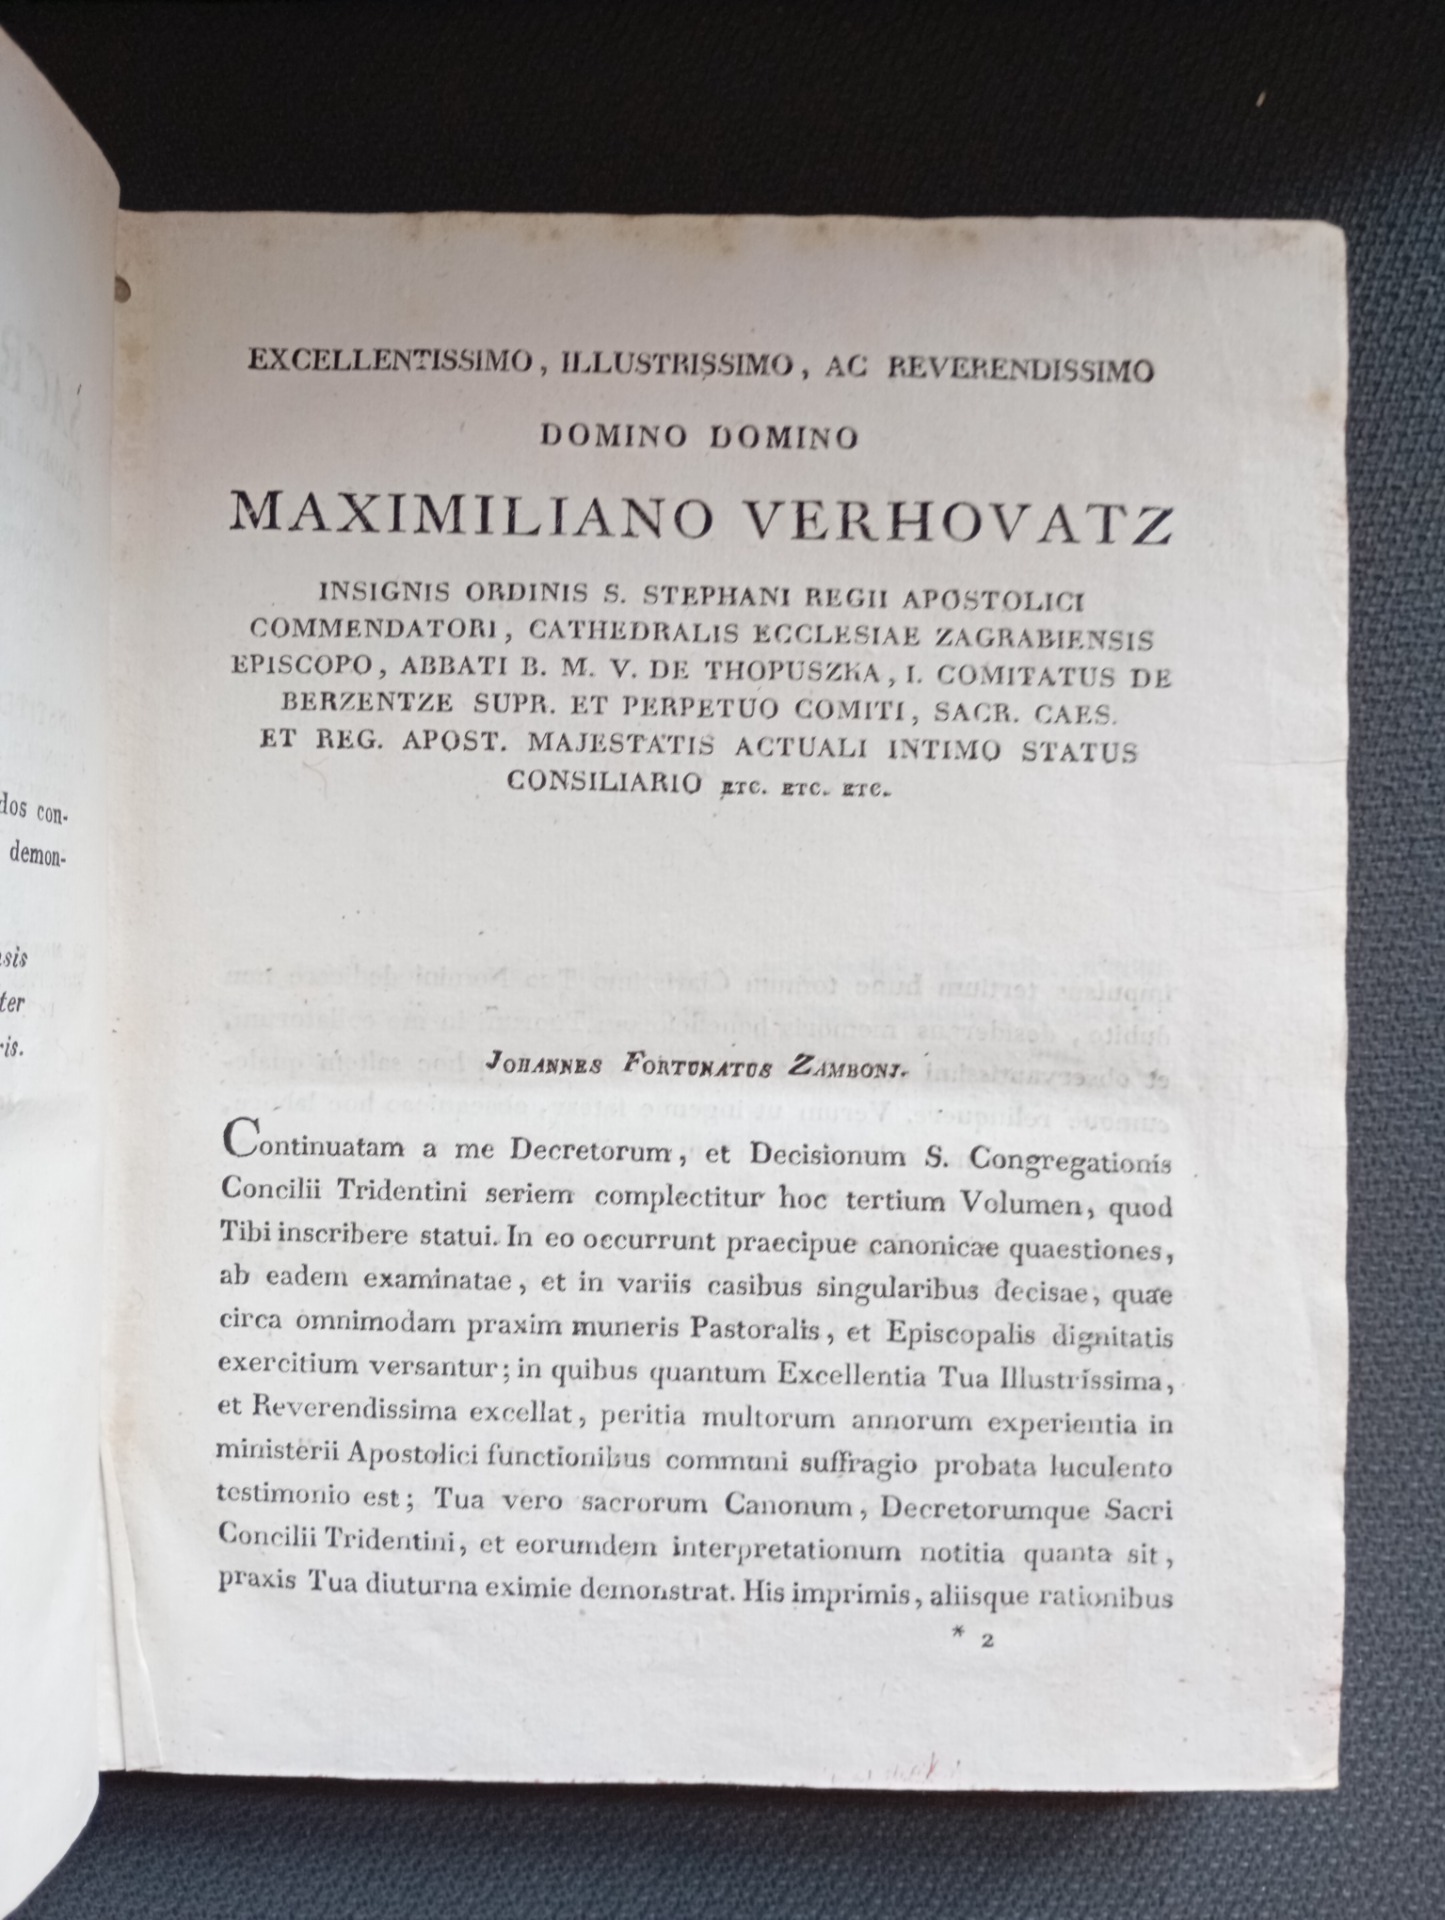 dos con-
demon-
sis
ter
ris.
EXCELLENTISSIMO, ILLUSTRISSIMO, AC REVERENDISSIMO
DOMINO DOMINO
MAXIMILIANO VERHOVATZ
INSIGNIS ORDINIS S. STEPHANI REGII APOSTOLICI
COMMENDATORI, CATHEDRALIS ECCLESIAE ZAGRABIENSIS
EPISCOPO, ABBATI B. M. V. DE THOPUSZKA, I. COMITATUS DE
BERZENTZE SUPR. ET PERPETUO COMITI, SACR. CAES.
ET REG. APOST. MAJESTATIS ACTUALI INTIMO STATUS
CONSILIARIO ETC. ETC. ETC.
JOHANNES FORTUNATUS ZAMBONI.
Continuatam a me Decretorum, et Decisionum S. Congregationis
Concilii Tridentini seriem complectitur hoc tertium Volumen, quod
Tibi inscribere statui. In eo occurrunt praecipue canonicae quaestiones,
ab eadem examinatae, et in variis casibus singularibus decisae, quae
circa omnimodam praxim muneris Pastoralis, et Episcopalis dignitatis
exercitium versantur; in quibus quantum Excellentia Tua Illustrissima,
et Reverendissima excellat, peritia multorum annorum experientia in
ministerii Apostolici functionibus communi suffragio probata luculento
testimonio est; Tua vero sacrorum Canonum, Decretorumque Sacri
Concilii Tridentini, et eorumdem interpretationum notitia quanta sit,
praxis Tua diuturna eximie demonstrat. His imprimis, aliisque rationibus
* 2